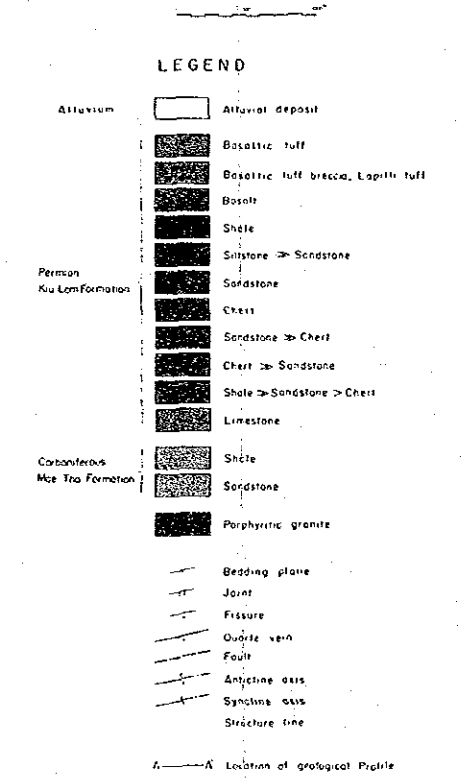 LEGEND
Alluvium
Alluvial deposit
Basaltic tuff
Basaltic tuff breccia, Lapilli tuff
Basalt
Shale
Siltstone ≫ Sandstone
Permian
Kiu Lom Formation
Sandstone
Chert
Sandstone ≫ Chert
Chert ≫ Sandstone
Shale ≫ Sandstone > Chert
Limestone
Carboniferous
Mae Tha Formation
Shale
Sandstone
Porphyritic granite
Bedding plane
Joint
Fissure
Quartz vein
Fault
Anticline axis
Syncline axis
Structure line
A A' Location of geological Profile